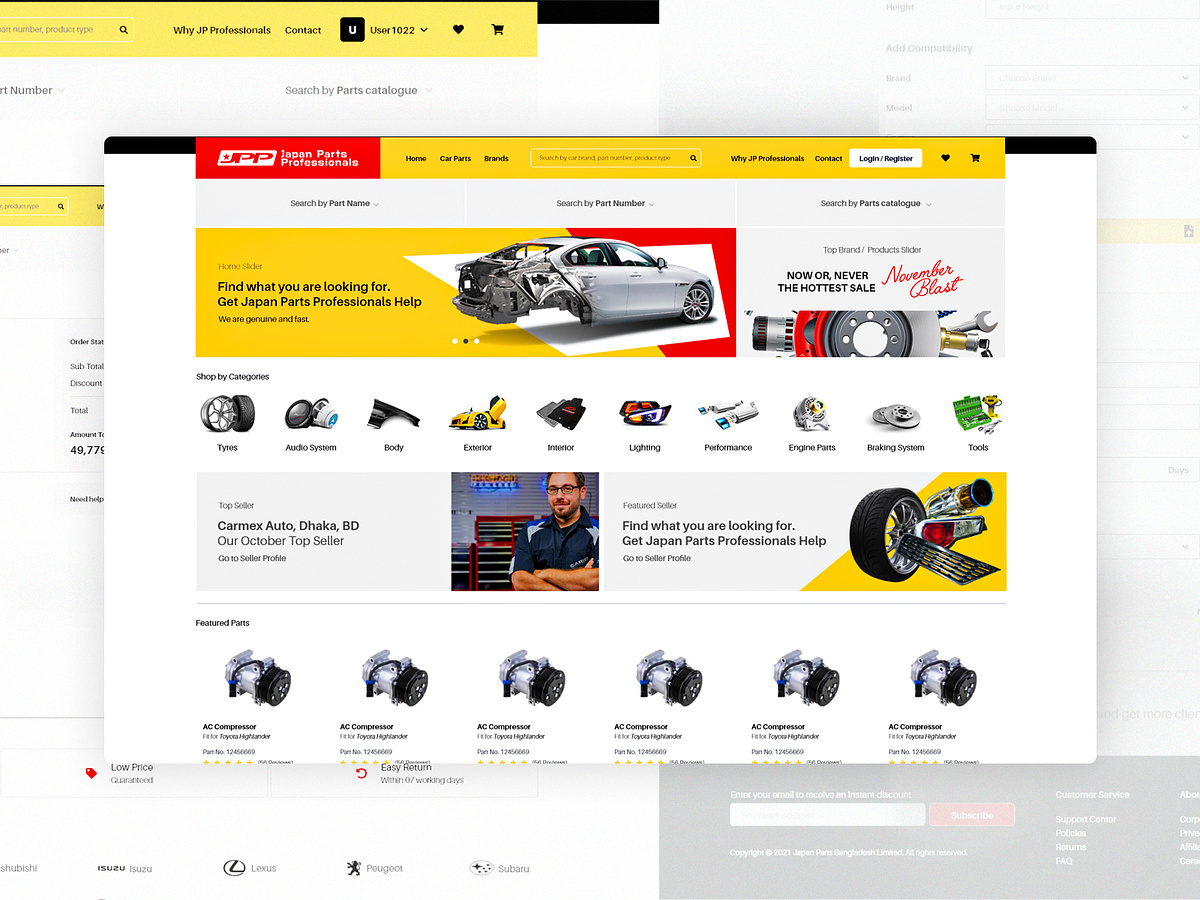 part number, product type
Why JP Professionals
Contact
U
User1022
Part Number
Search by Parts catalogue
Height
Add Compatibility
Brand
Choose Brand
Model
Choose Model
product type
JPP
Japan Parts
Professionals
Home
Car Parts
Brands
Search by car brand, part number, product type
Why JP Professionals
Contact
Login / Register
Search by Part Name
Search by Part Number
Search by Parts catalogue
Home Slider
Find what you are looking for.
Get Japan Parts Professionals Help
We are genuine and fast.
Top Brand / Products Slider
NOW OR, NEVER
THE HOTTEST SALE
November
Blast
Order Stat
Sub Total
Discount
Total
Amount To
49,779
Need help
Shop by Categories
Tyres
Audio System
Body
Exterior
Interior
Lighting
Performance
Engine Parts
Braking System
Tools
Days
Top Seller
Carmex Auto, Dhaka, BD
Our October Top Seller
Go to Seller Profile
Featured Seller
Find what you are looking for.
Get Japan Parts Professionals Help
Go to Seller Profile
Featured Parts
AC Compressor
Fit for Toyota Highlander
Part No. 12456669
(56 Reviews)
AC Compressor
Fit for Toyota Highlander
Part No. 12456669
(56 Reviews)
AC Compressor
Fit for Toyota Highlander
Part No. 12456669
(56 Reviews)
AC Compressor
Fit for Toyota Highlander
Part No. 12456669
(56 Reviews)
AC Compressor
Fit for Toyota Highlander
Part No. 12456669
(56 Reviews)
AC Compressor
Fit for Toyota Highlander
Part No. 12456669
(56 Reviews)
and get more clien
Low Price
Guaranteed
Easy Return
Within 07 working days
shubishi
ISUZU Isuzu
Lexus
Peugeot
Subaru
Enter your email to receive an instant discount
Subscribe
Copyright © 2021 Japan Parts Bangladesh Limited. All rights reserved.
Customer Service
Support Center
Policies
Returns
FAQ
Abou
Corp
Priva
Affilia
Caree